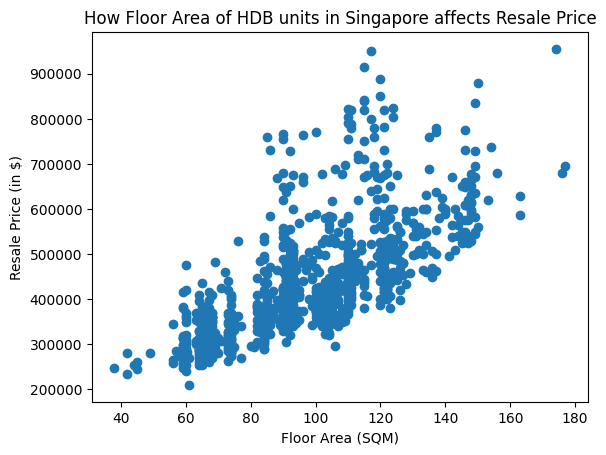 How Floor Area of HDB units in Singapore affects Resale Price
900000
800000
700000
600000
500000
400000
300000
200000
Resale Price (in $)
40 60 80 100 120 140 160 180
Floor Area (SQM)